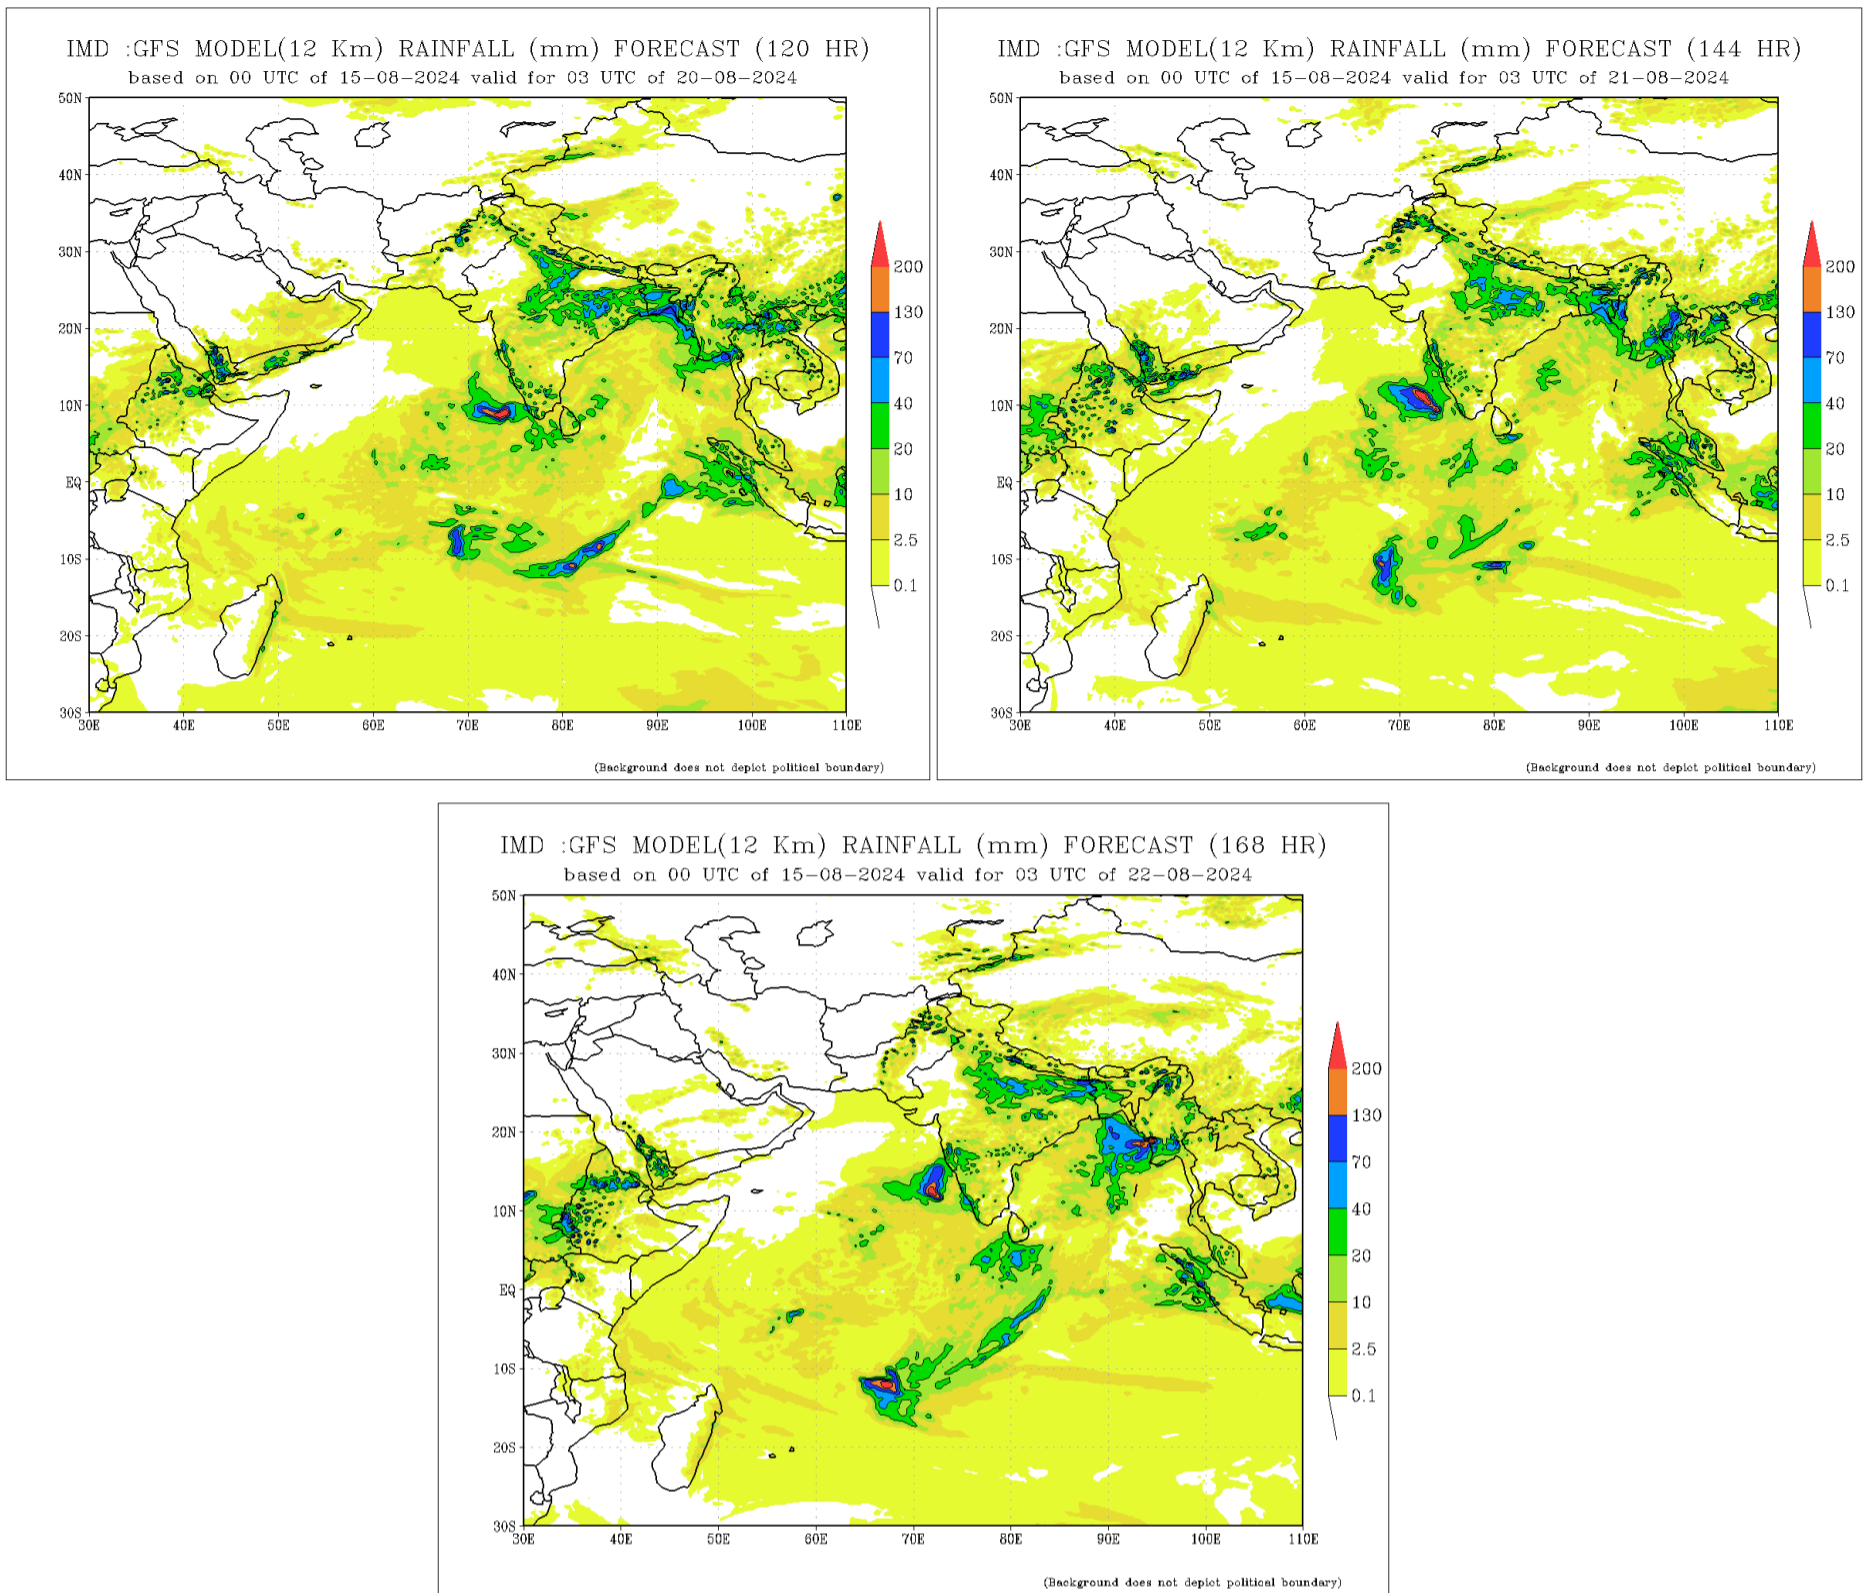 IMD :GFS MODEL(12 Km) RAINFALL (mm) FORECAST (120 HR)
based on 00 UTC of 15-08-2024 valid for 03 UTC of 20-08-2024
50N
40N
30N
20N
10N
EQ
10S
20S
30S
30E 40E 50E 60E 70E 80E 90E 100E 110E
200
130
70
40
20
10
2.5
0.1
(Background does not depict political boundary)
IMD :GFS MODEL(12 Km) RAINFALL (mm) FORECAST (144 HR)
based on 00 UTC of 15-08-2024 valid for 03 UTC of 21-08-2024
50N
40N
30N
20N
10N
EQ
10S
20S
30S
30E 40E 50E 60E 70E 80E 90E 100E 110E
200
130
70
40
20
10
2.5
0.1
(Background does not depict political boundary)
IMD :GFS MODEL(12 Km) RAINFALL (mm) FORECAST (168 HR)
based on 00 UTC of 15-08-2024 valid for 03 UTC of 22-08-2024
50N
40N
30N
20N
10N
EQ
10S
20S
30S
30E 40E 50E 60E 70E 80E 90E 100E 110E
200
130
70
40
20
10
2.5
0.1
(Background does not depict political boundary)